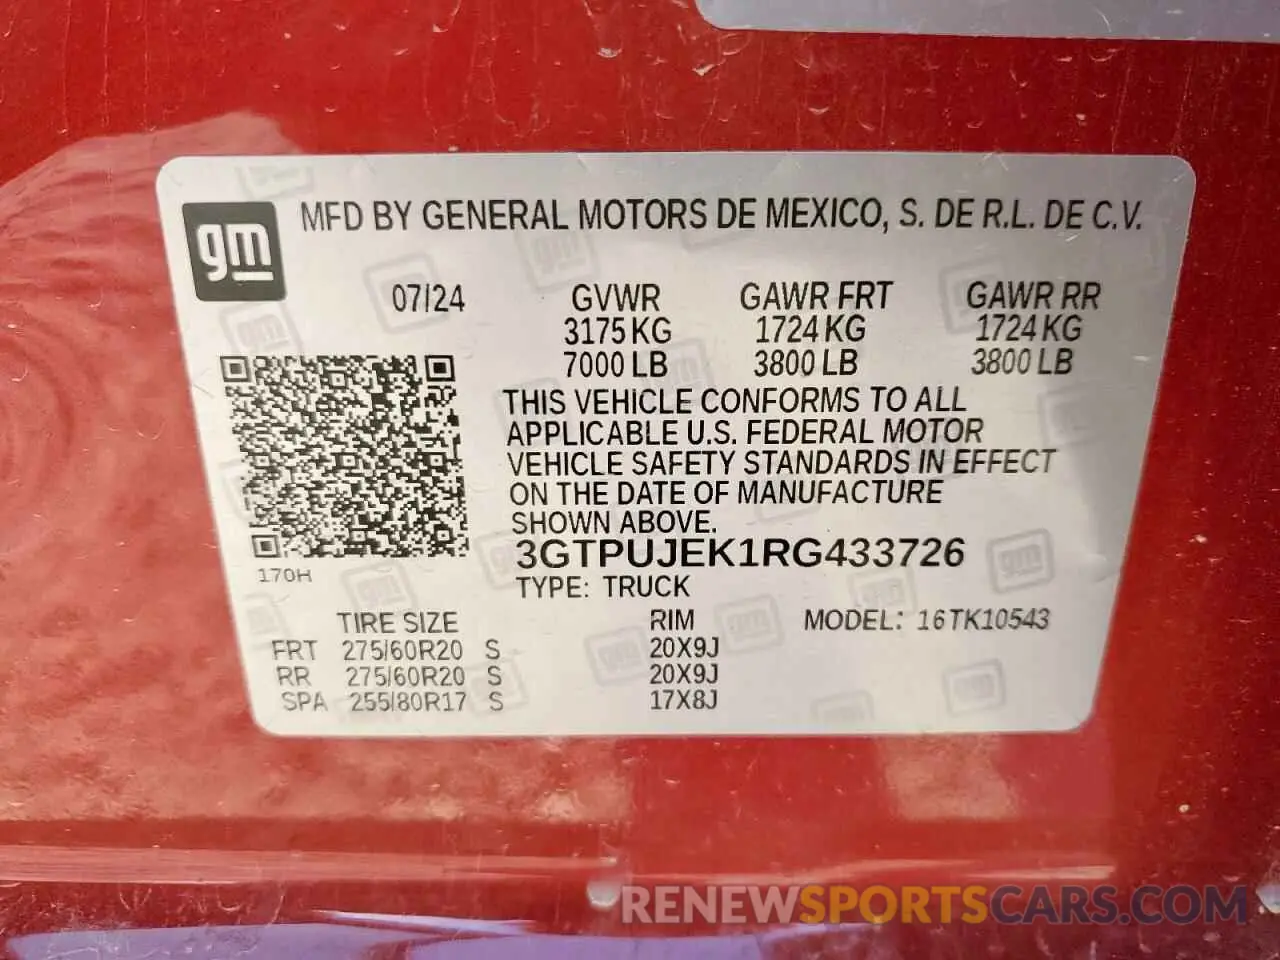 gm
MFD BY GENERAL MOTORS DE MEXICO, S. DE R.L. DE C.V.
07/24 GVWR GAWR FRT GAWR RR
3175 KG 1724 KG 1724 KG
7000 LB 3800 LB 3800 LB
THIS VEHICLE CONFORMS TO ALL
APPLICABLE U.S. FEDERAL MOTOR
VEHICLE SAFETY STANDARDS IN EFFECT
ON THE DATE OF MANUFACTURE
SHOWN ABOVE.
3GTPUJEK1RG433726
170H
TYPE: TRUCK
TIRE SIZE RIM MODEL: 16TK10543
FRT 275/60R20 S 20X9J
RR 275/60R20 S 20X9J
SPA 255/80R17 S 17X8J
RENEWSPORTSCARS.COM